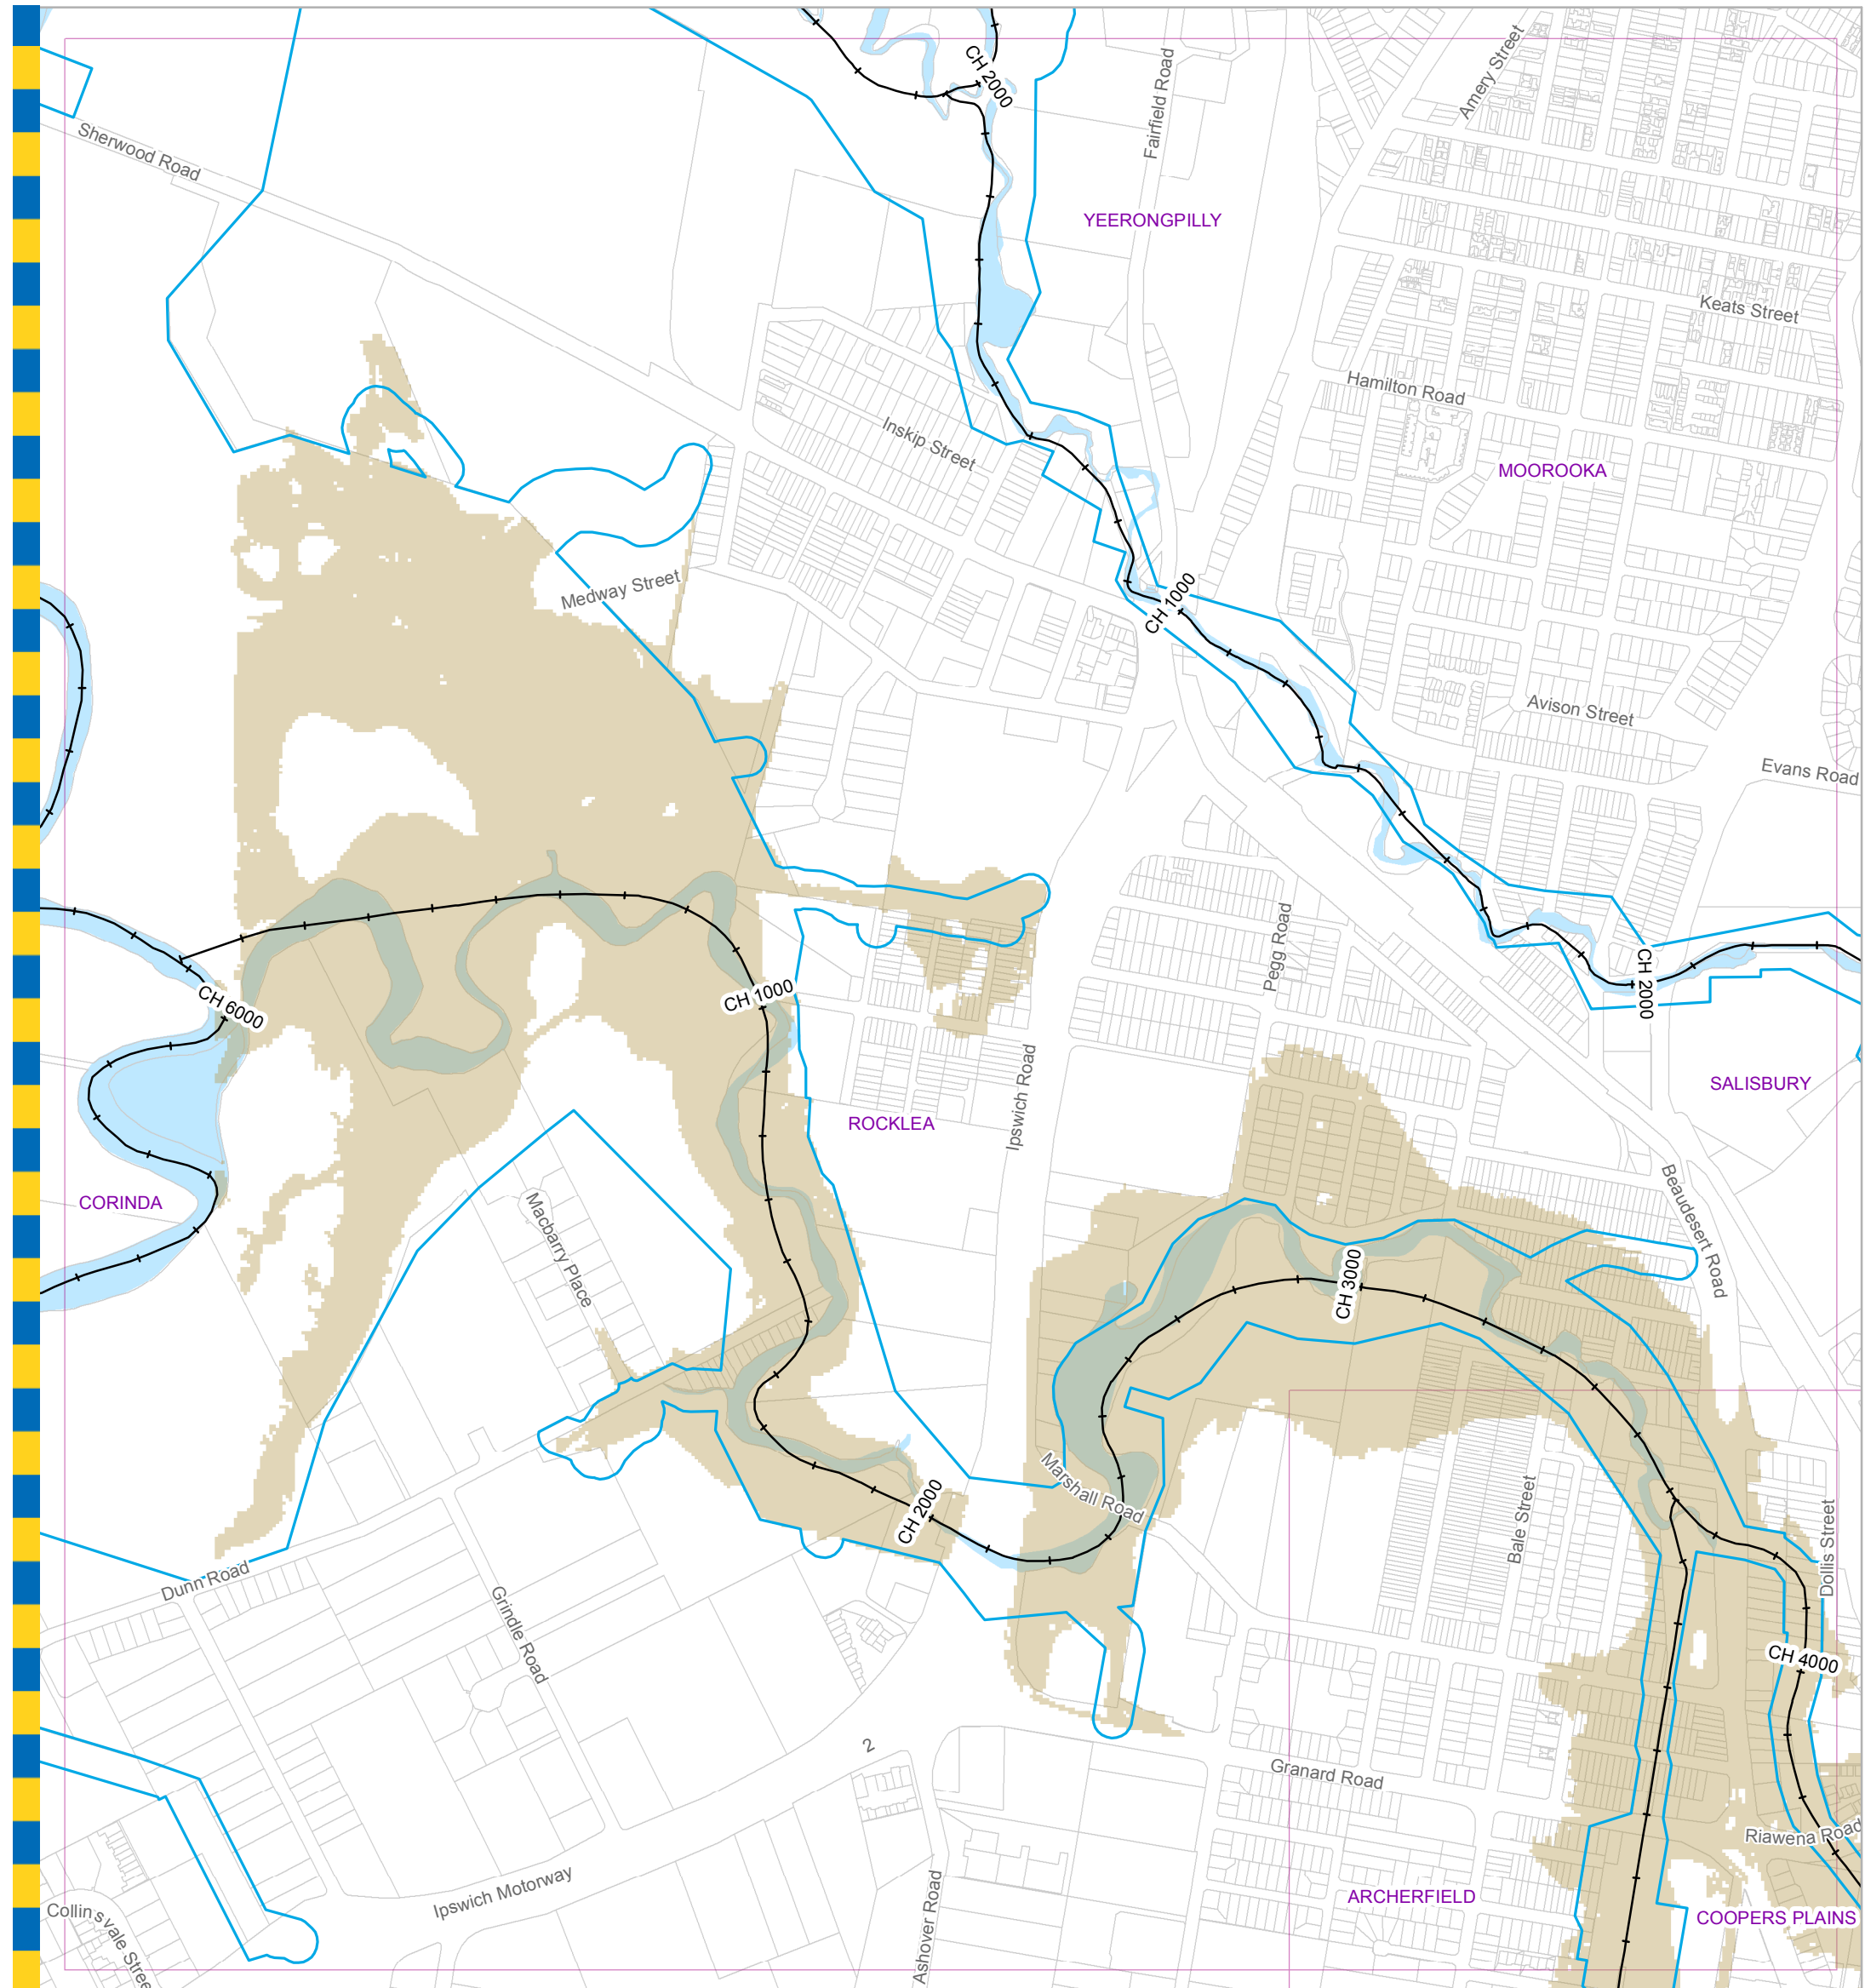 CH 2000
Amery Street
Fairfield Road
Sherwood Road
YEERONGPILLY
Keats Street
Hamilton Road
Inskip Street
MOOROOKA
Medway Street
CH 1000
Avison Street
Evans Road
Pegg Road
CH 6000
CH 1000
CH 2000
Ipswich Road
SALISBURY
ROCKLEA
CORINDA
Macbarry Place
Beaudesert Road
CH 3000
Marshall Road
CH 2000
Bale Street
Dollis Street
Dunn Road
Grindle Road
CH 4000
2
Granard Road
Riawena Road
Ipswich Motorway
Ashover Road
ARCHERFIELD
COOPERS PLAINS
Collinsvale Stree